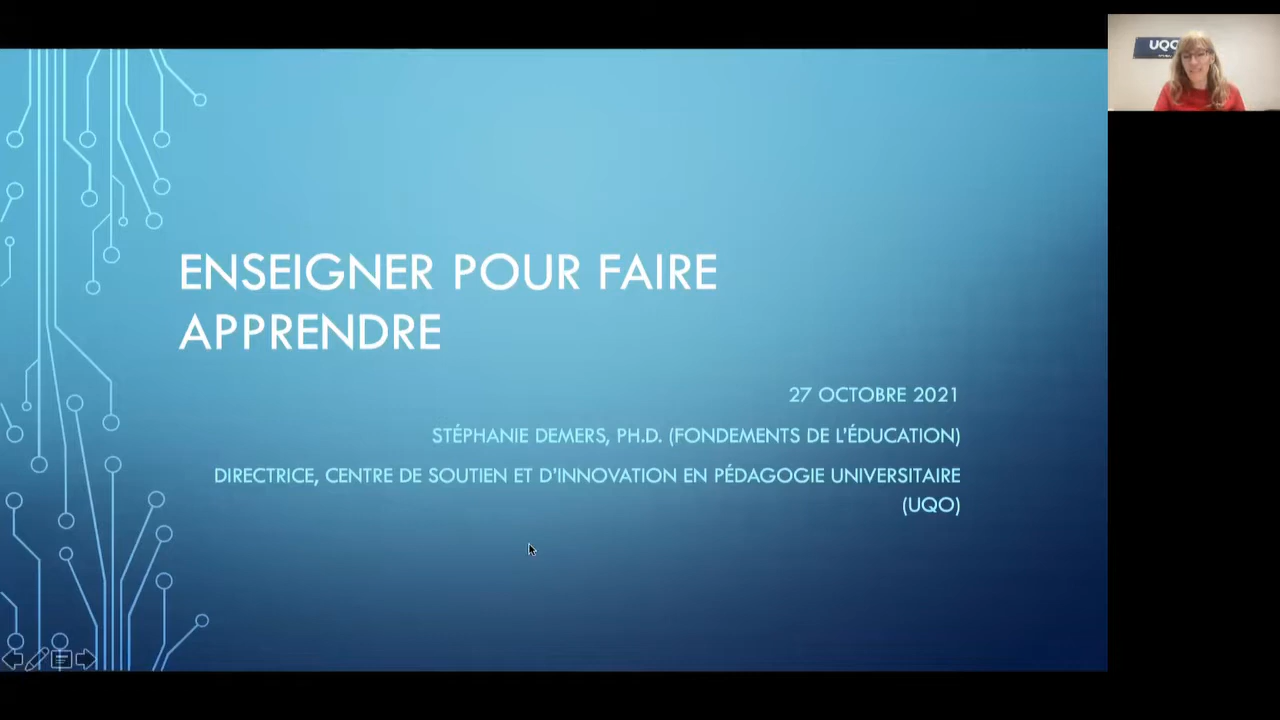 ENSEIGNER POUR FAIRE
APPRENDRE
27 OCTOBRE 2021
STÉPHANIE DEMERS, PH.D. (FONDEMENTS DE L'ÉDUCATION)
DIRECTRICE, CENTRE DE SOUTIEN ET D'INNOVATION EN PÉDAGOGIE UNIVERSITAIRE
(UQO)
UQO